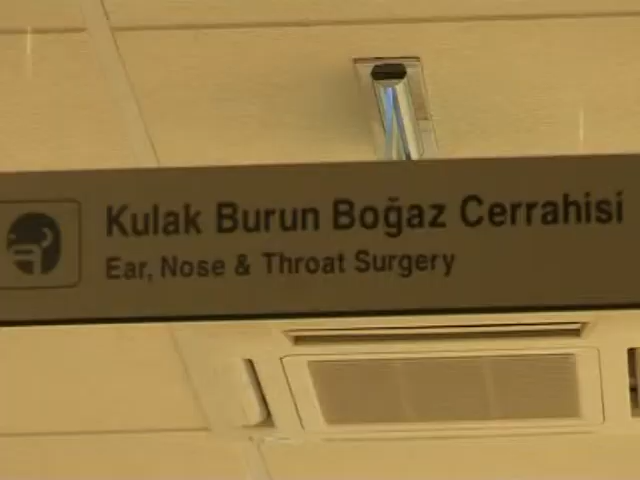 Kulak Burun Boğaz Cerrahisi
Ear, Nose & Throat Surgery